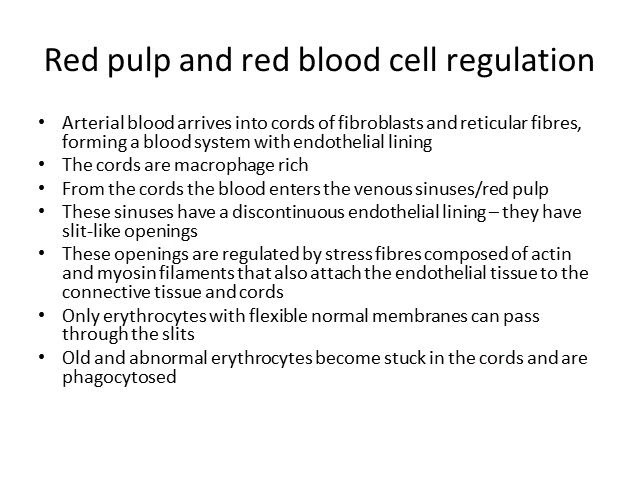 Red pulp and red blood cell regulation
• Arterial blood arrives into cords of fibroblasts and reticular fibres,
forming a blood system with endothelial lining
• The cords are macrophage rich
• From the cords the blood enters the venous sinuses/red pulp
• These sinuses have a discontinuous endothelial lining – they have
slit-like openings
• These openings are regulated by stress fibres composed of actin
and myosin filaments that also attach the endothelial tissue to the
connective tissue and cords
• Only erythrocytes with flexible normal membranes can pass
through the slits
• Old and abnormal erythrocytes become stuck in the cords and are
phagocytosed